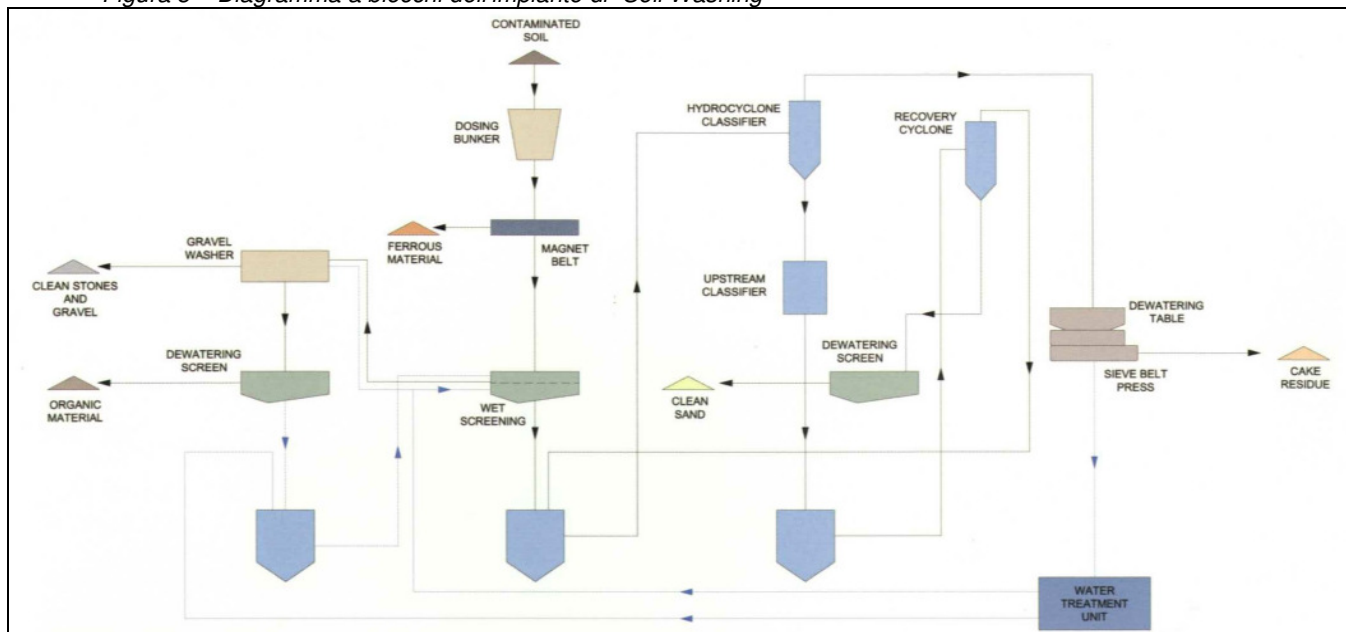 Figura 3 – Diagramma a blocchi dell'impianto di "Soil Washing"
CONTAMINATED
SOIL
DOSING
BUNKER
HYDROCYCLONE
CLASSIFIER
RECOVERY
CYCLONE
GRAVEL
WASHER
FERROUS
MATERIAL
MAGNET
BELT
CLEAN STONES
AND
GRAVEL
UPSTREAM
CLASSIFIER
DEWATERING
TABLE
DEWATERING
SCREEN
DEWATERING
SCREEN
SIEVE BELT
PRESS
CAKE
RESIDUE
ORGANIC
MATERIAL
WET
SCREENING
CLEAN
SAND
WATER
TREATMENT
UNIT